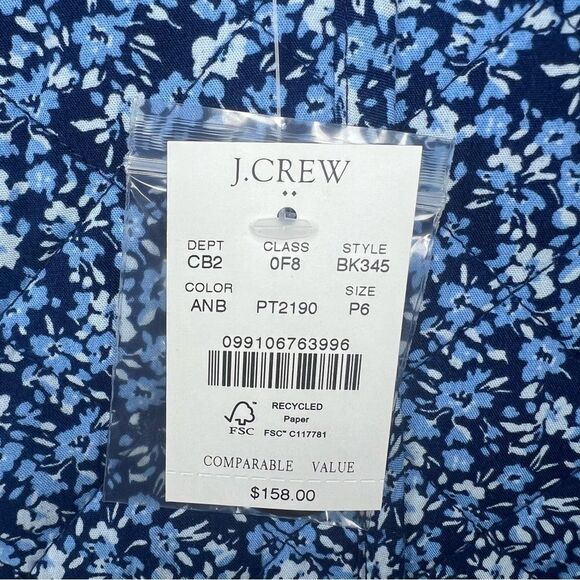 J.CREW
DEPT CLASS STYLE
CB2 0F8 BK345
COLOR SIZE
ANB PT2190 P6
099106763996
RECYCLED
Paper
FSC FSC™ C117781
COMPARABLE VALUE
$158.00